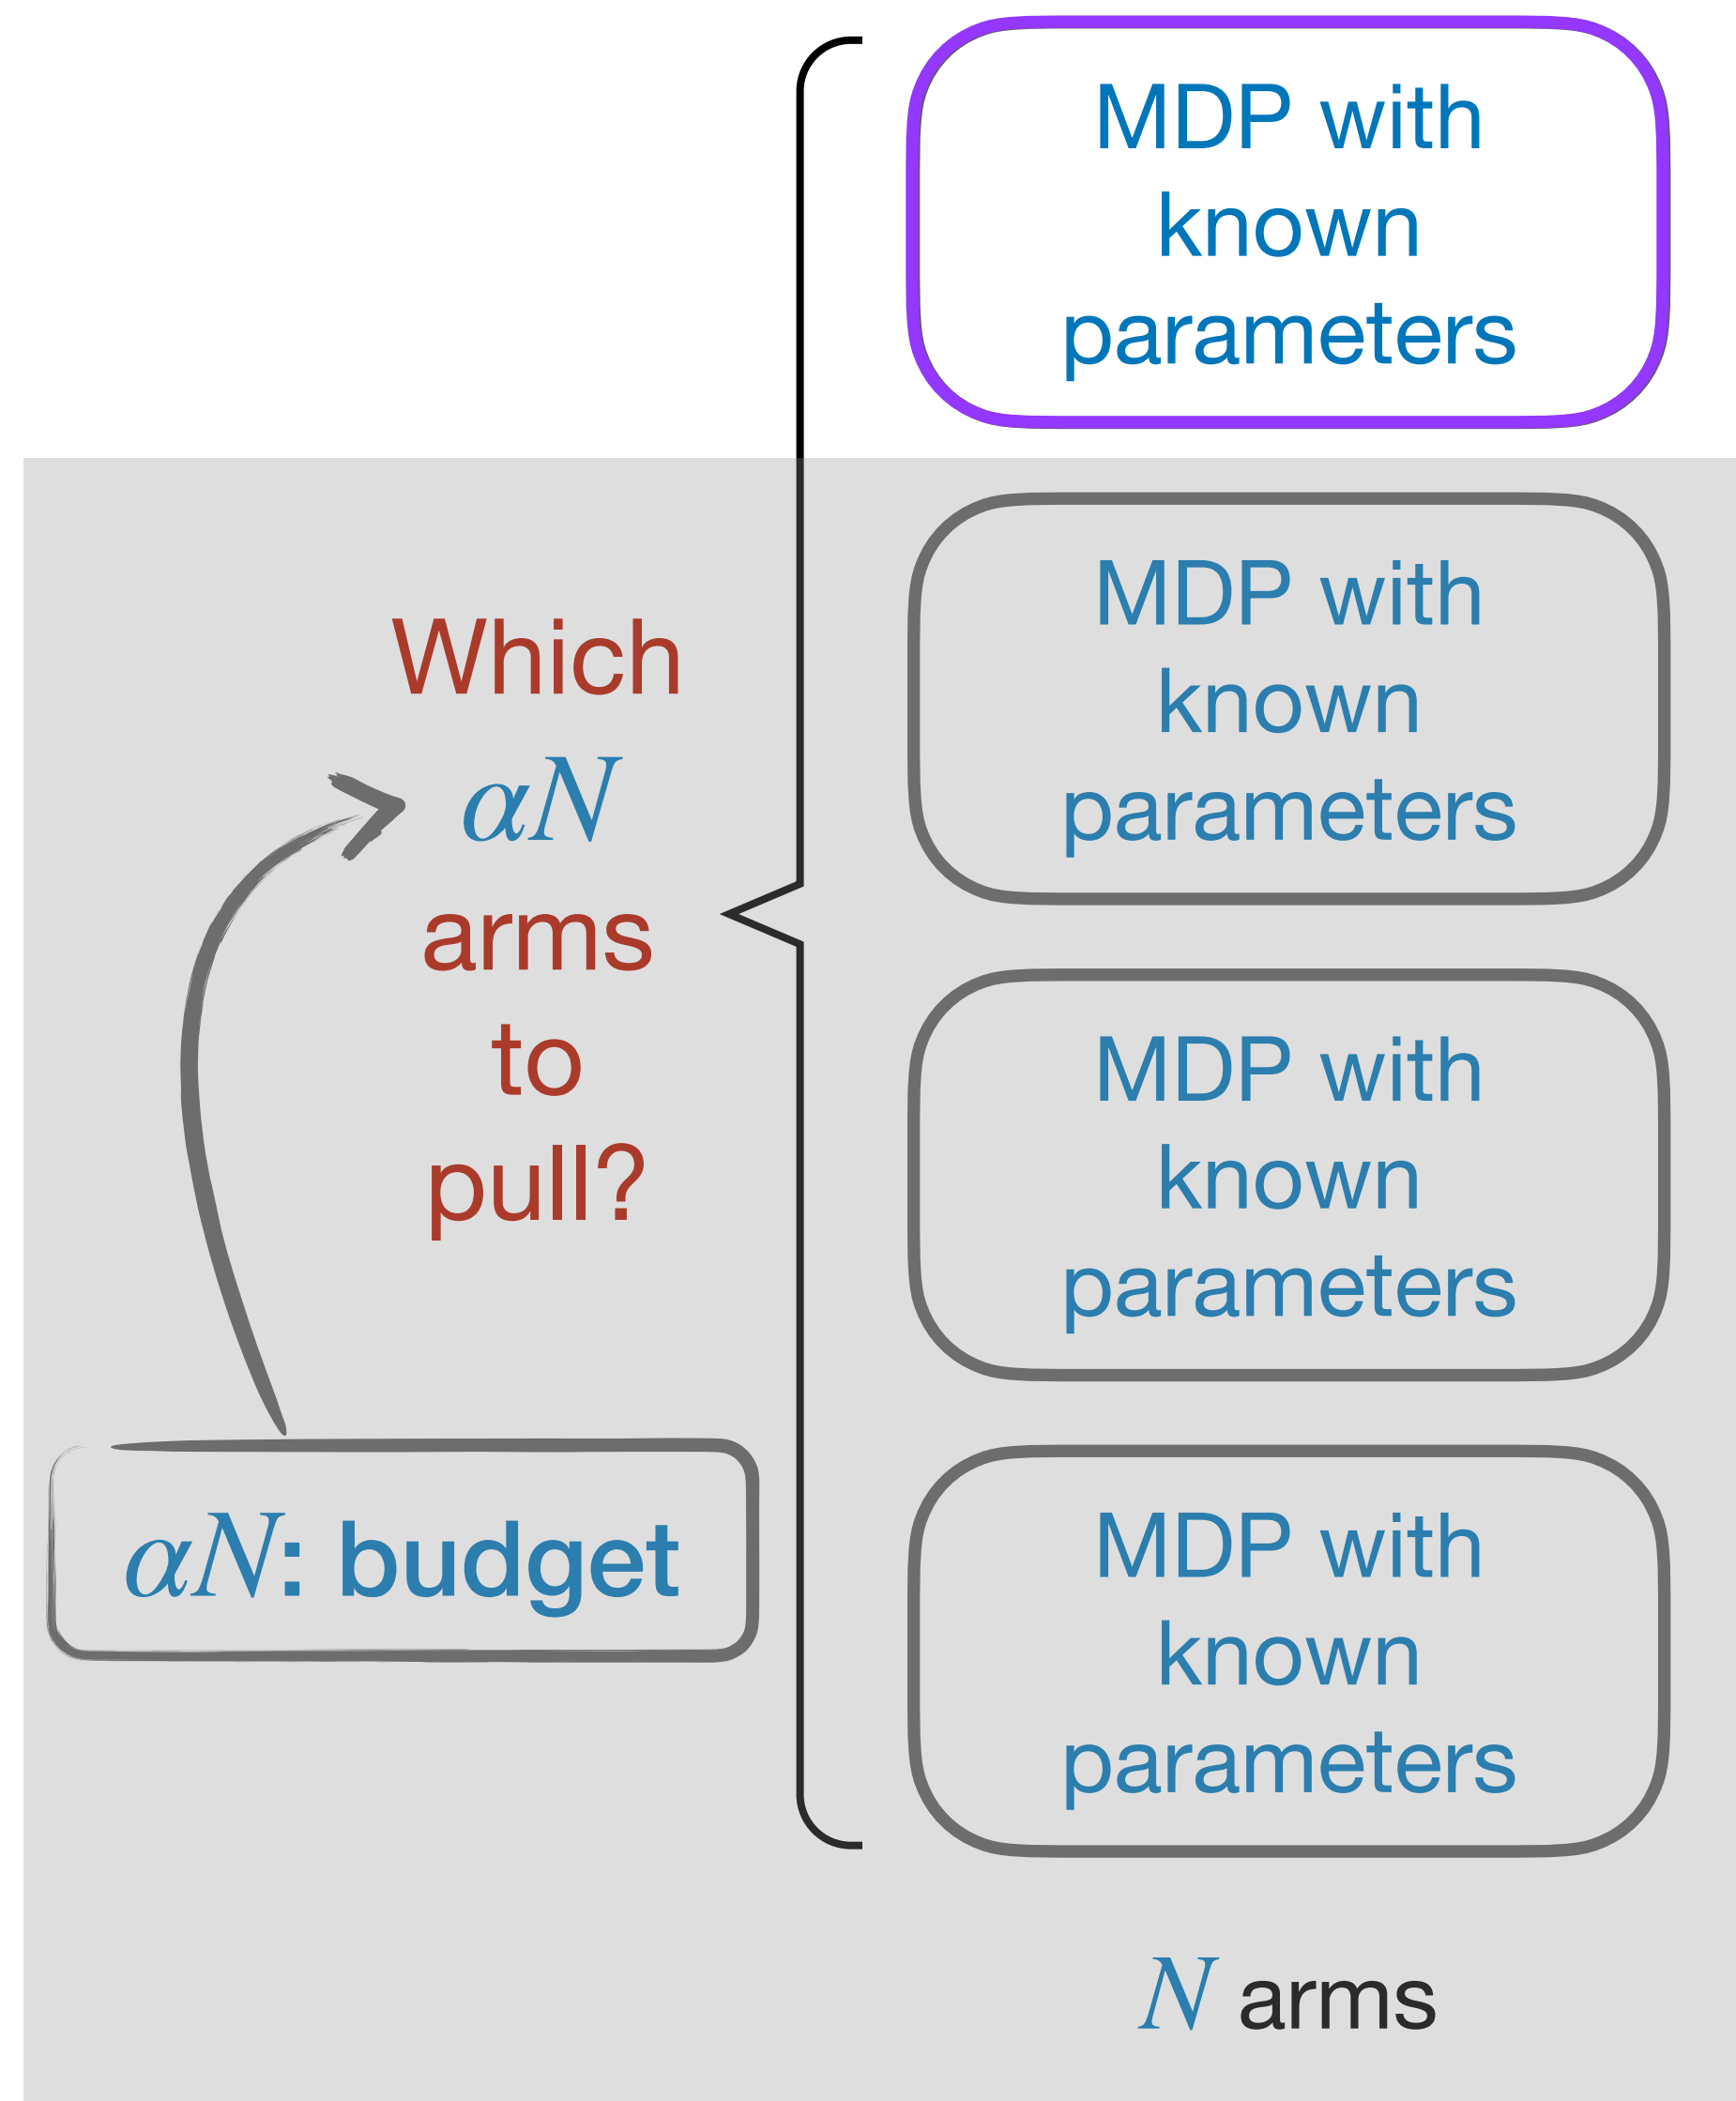 MDP with
known
parameters
MDP with
known
parameters
Which
αN
arms
to
pull?
MDP with
known
parameters
αN: budget
MDP with
known
parameters
N arms